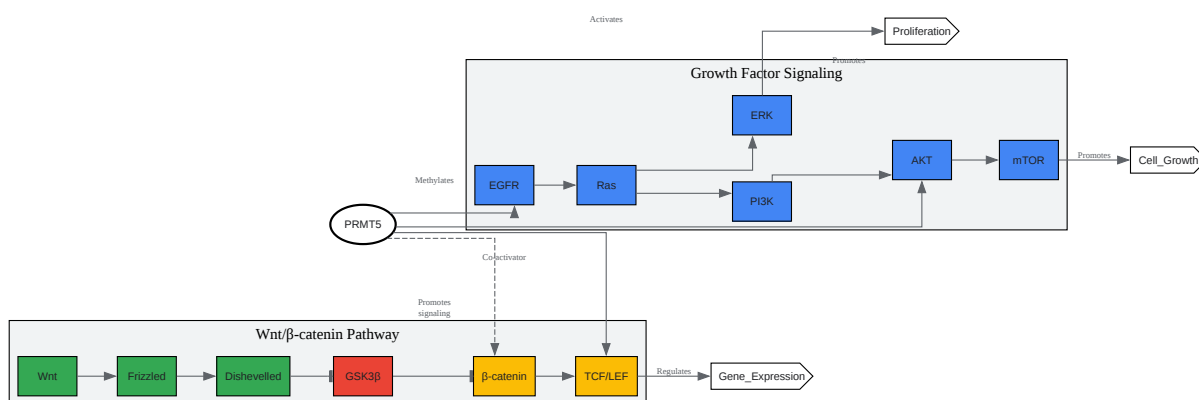 Activates
Proliferation
Promotes
Growth Factor Signaling
ERK
AKT
mTOR
Promotes
Cell_Growth
Methylates
EGFR
Ras
PI3K
PRMT5
Co-activator
Promotes
signaling
Wnt/β-catenin Pathway
Wnt
Frizzled
Dishevelled
GSK3β
β-catenin
TCF/LEF
Regulates
Gene_Expression